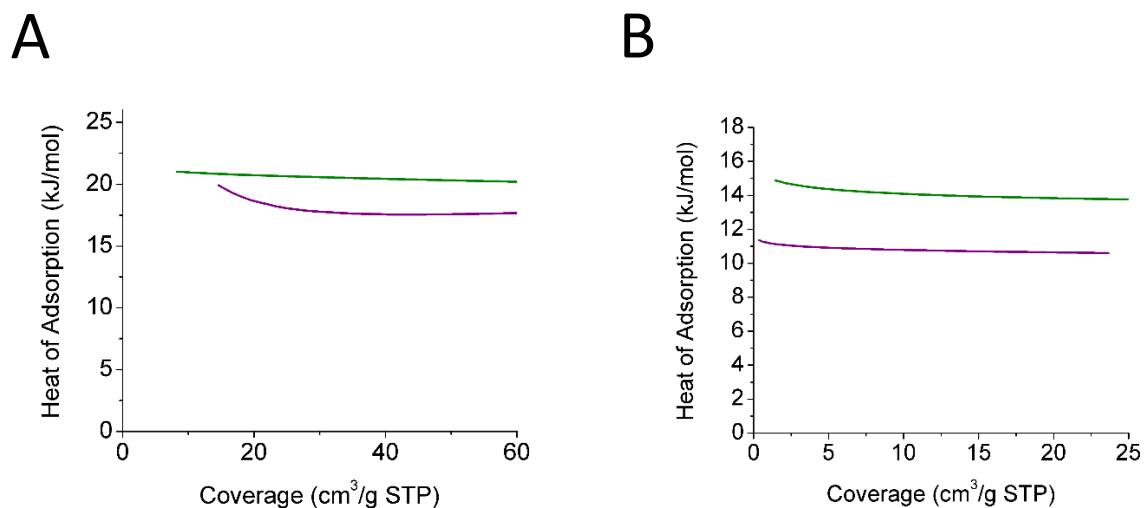 A
Heat of Adsorption (kJ/mol)
25
20
15
10
5
0
0 20 40 60
Coverage (cm³/g STP)
B
Heat of Adsorption (kJ/mol)
18
16
14
12
10
8
6
4
2
0
0 5 10 15 20 25
Coverage (cm³/g STP)